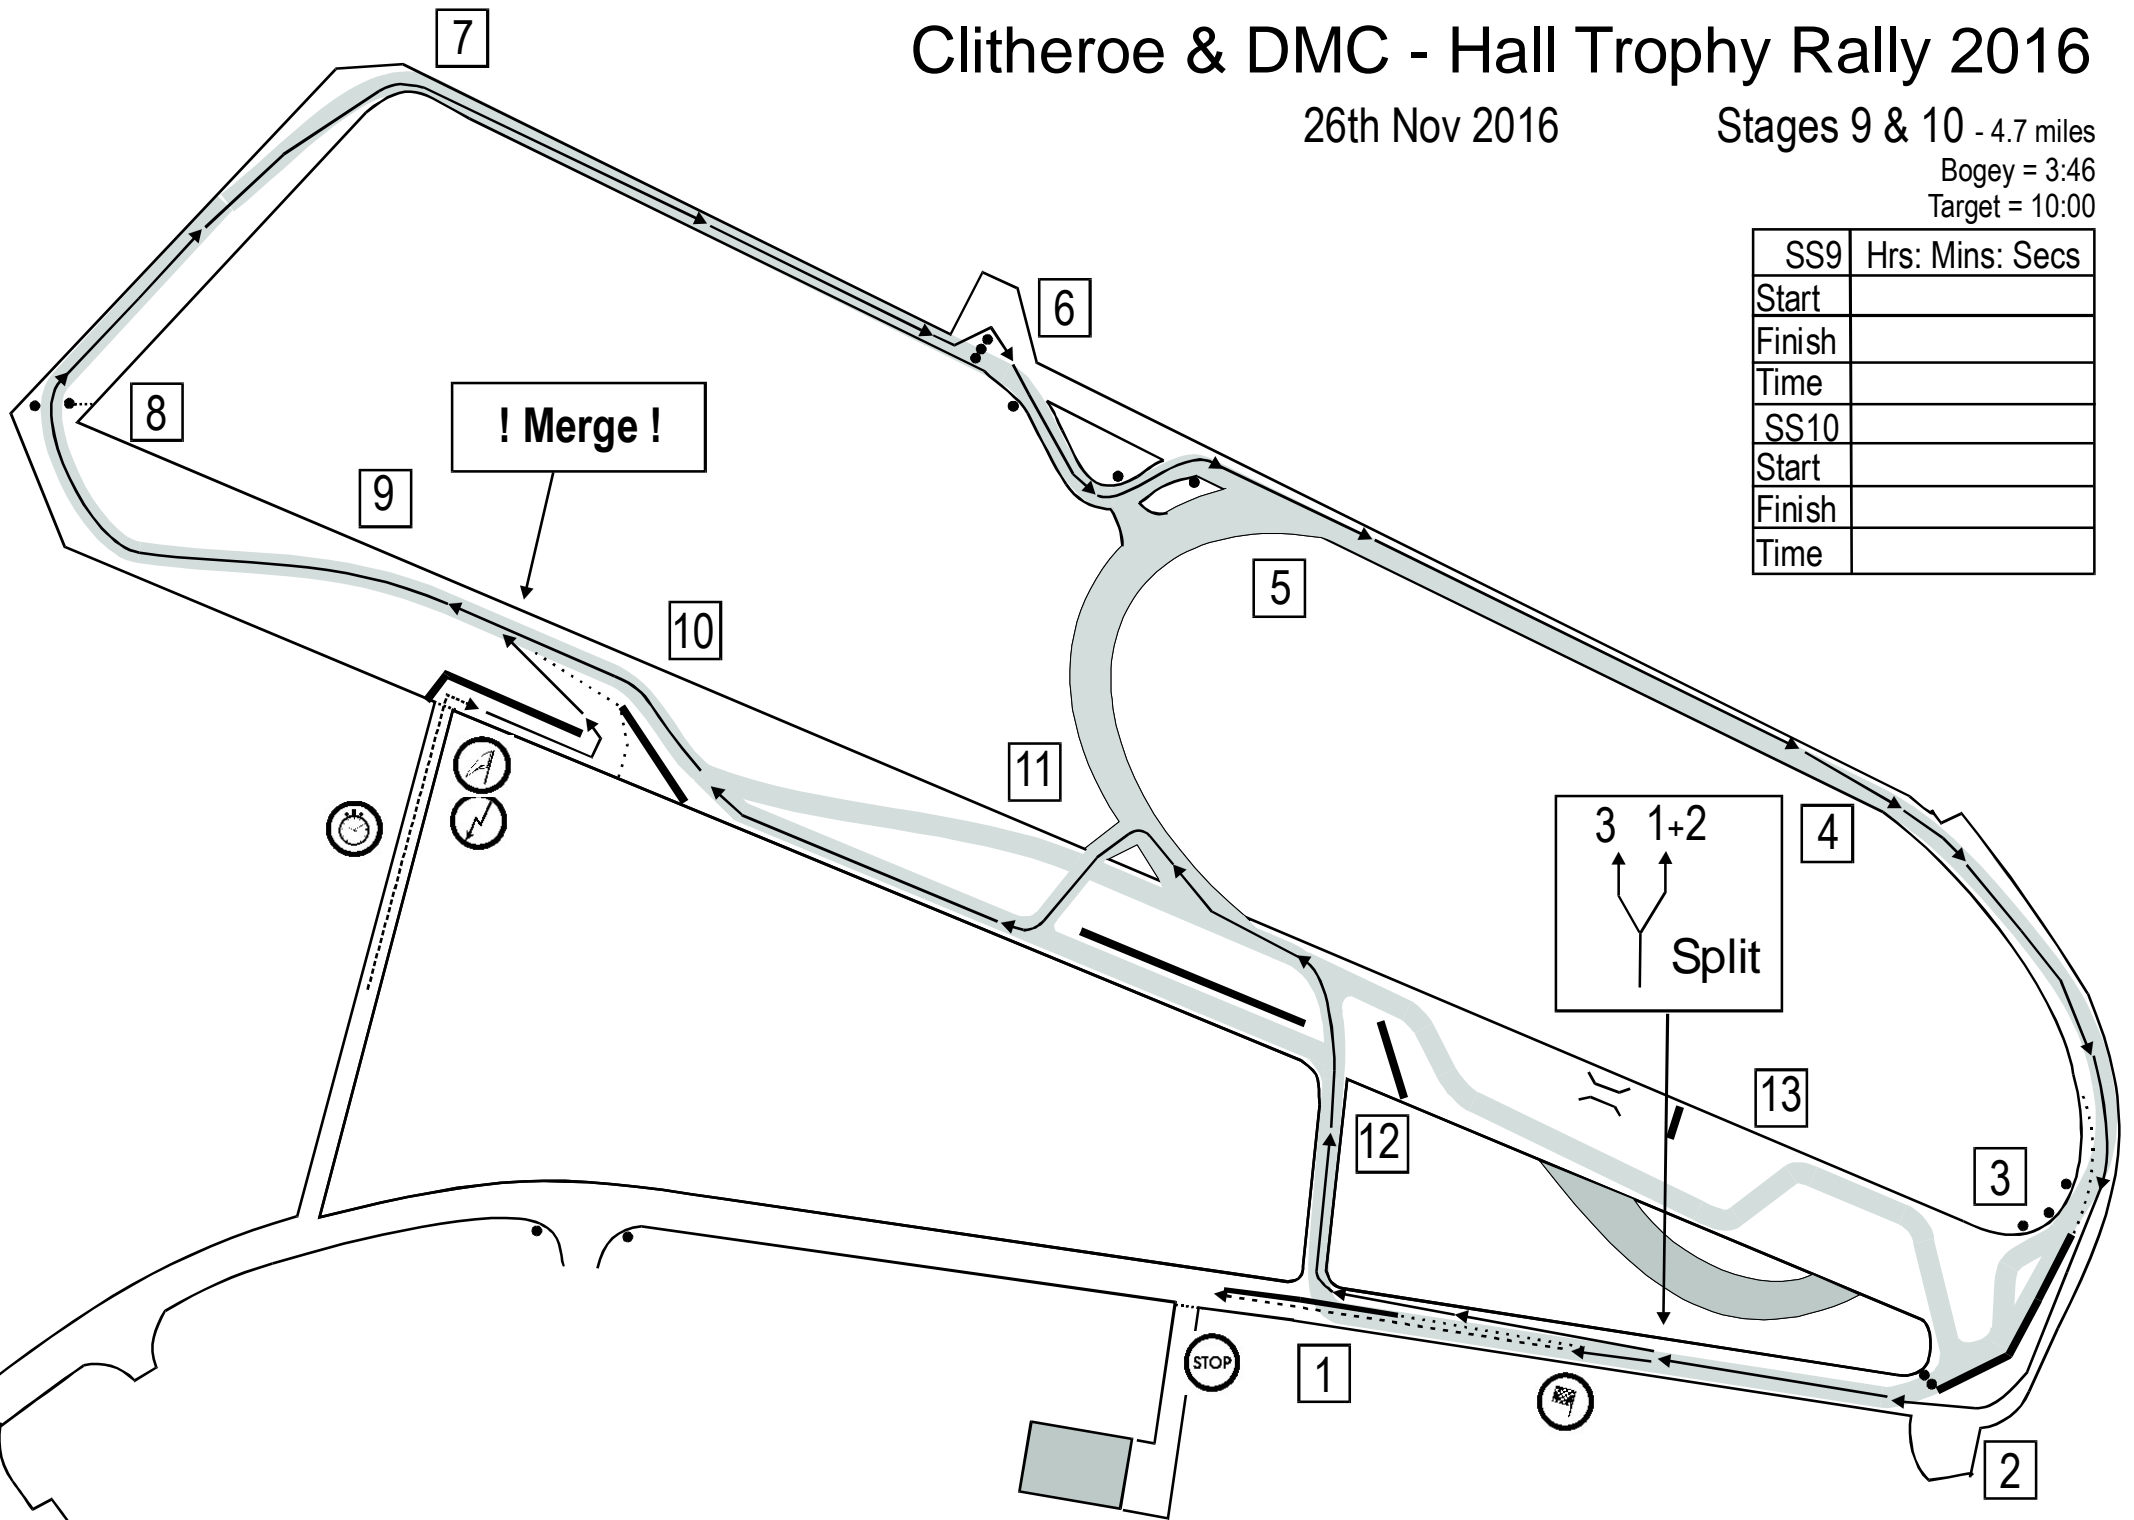 Clitheroe & DMC - Hall Trophy Rally 2016
26th Nov 2016
Stages 9 & 10 - 4.7 miles
Bogey = 3:46
Target = 10:00
SS9 Hrs: Mins: Secs
Start
Finish
Time
SS10
Start
Finish
Time
7
6
8
! Merge !
9
5
10
11
3 1+2
Split
4
13
12
3
STOP
1
2